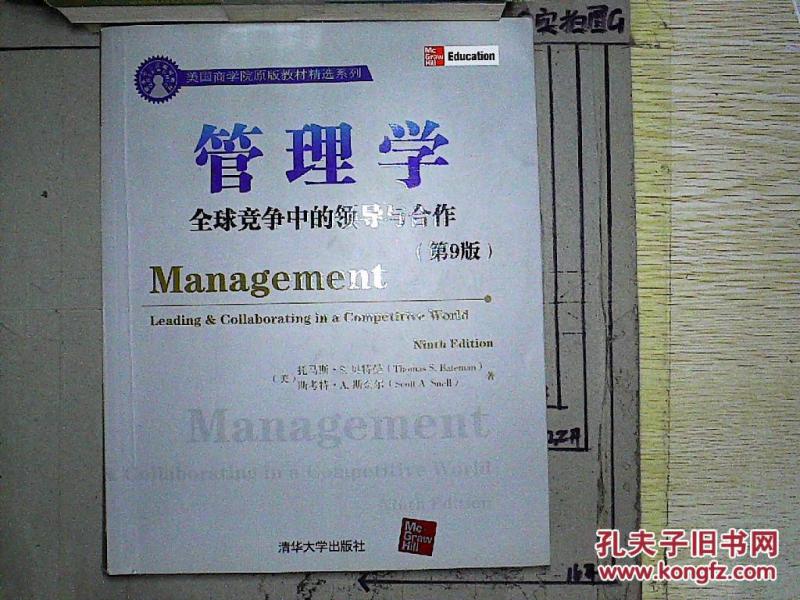 实拍图G
Mc
Graw
Hill
Education
美国商学院原版教材精选系列
管理学
全球竞争中的领导与合作
(第9版)
Management
Leading & Collaborating in a Competitive World
Ninth Edition
(美)
托马斯·S.贝特曼(Thomas S. Bateman)
斯考特·A.斯奈尔(Scott A. Snell)
著
Management
& Collaborating in a Competitive World
Ninth Edition
清华大学出版社
Mc
Graw
Hill
孔夫子旧书网
www.kongfz.com